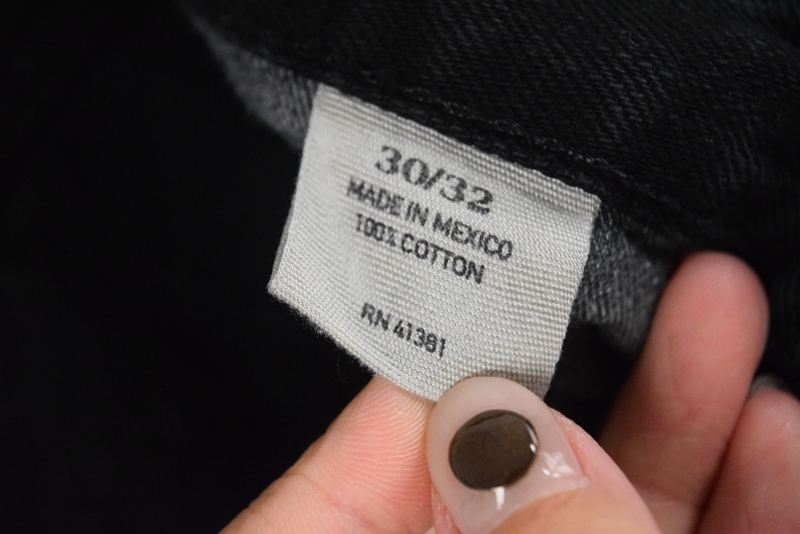 30/32
MADE IN MEXICO
100% COTTON
RN 41381